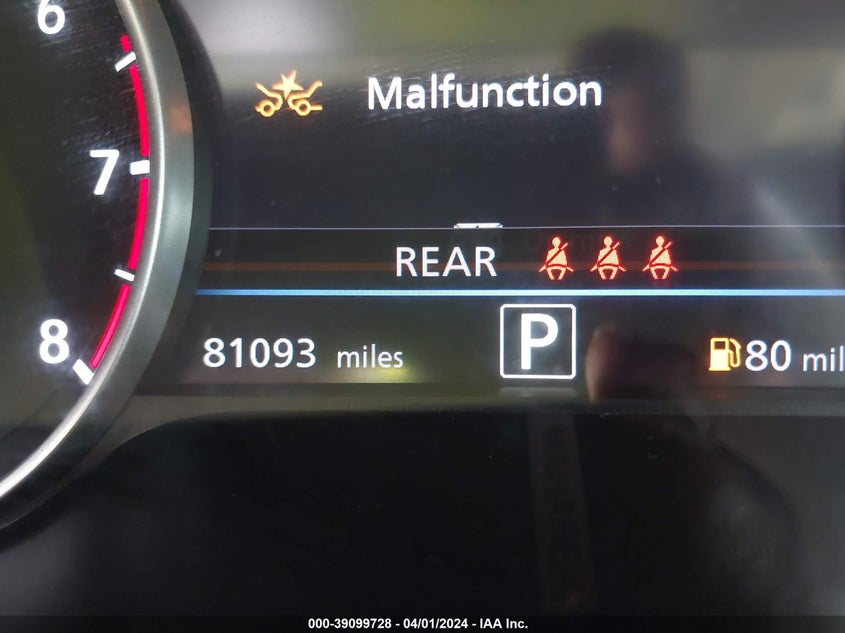 6
Malfunction
7
REAR
8
81093 miles
P
80 mil
000-39099728 - 04/01/2024 - IAA Inc.